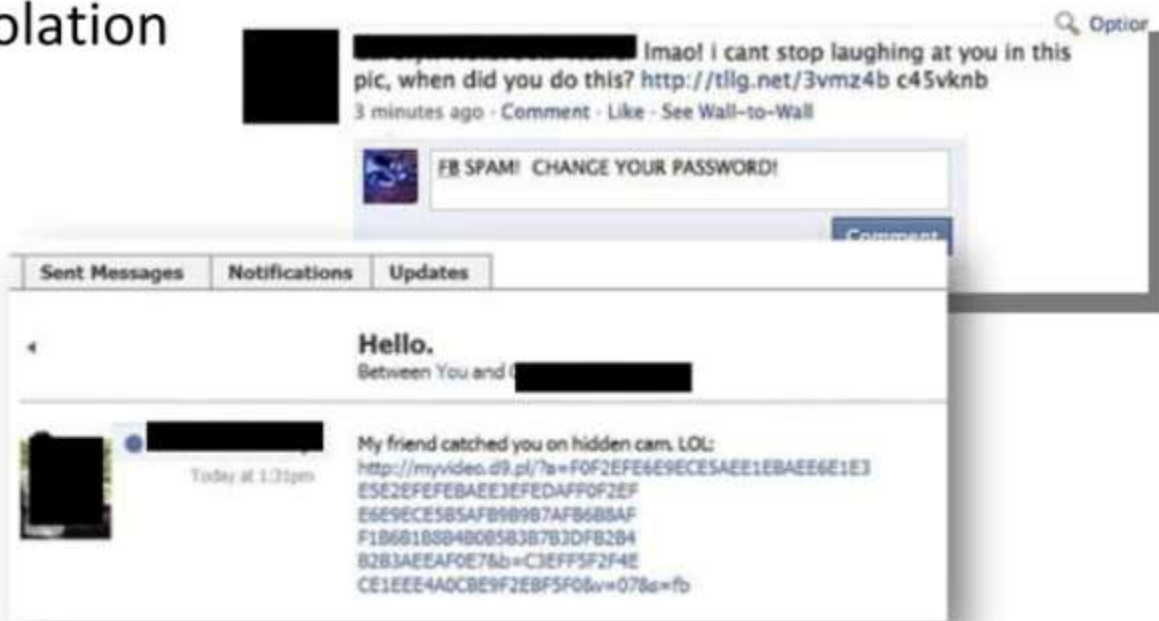 olation
Optior
lmao! i cant stop laughing at you in this
pic, when did you do this? http://tllg.net/3vmz4b c45vknb
3 minutes ago · Comment · Like · See Wall-to-Wall
FB SPAM! CHANGE YOUR PASSWORD!
Comment
Sent Messages Notifications Updates
Hello.
Between You and
My friend catched you on hidden cam. LOL:
Today at 1:31pm
http://myvideo.d9.pl/?a=F0F2EFE6E9ECE5AEE1EBAEE6E1E3
E5E2EFEFEBAEE3EFEDAFF0F2EF
E6E9ECE5B5AFB9B9B7AFB6B8AF
F1B6B1B8B4B0B5B3B7B3DFB2B4
B2B3AEEAF0E7&b=C3EFF5F2F4E
CE1EEE4A0CBE9F2EBF5F0&v=07&s=fb